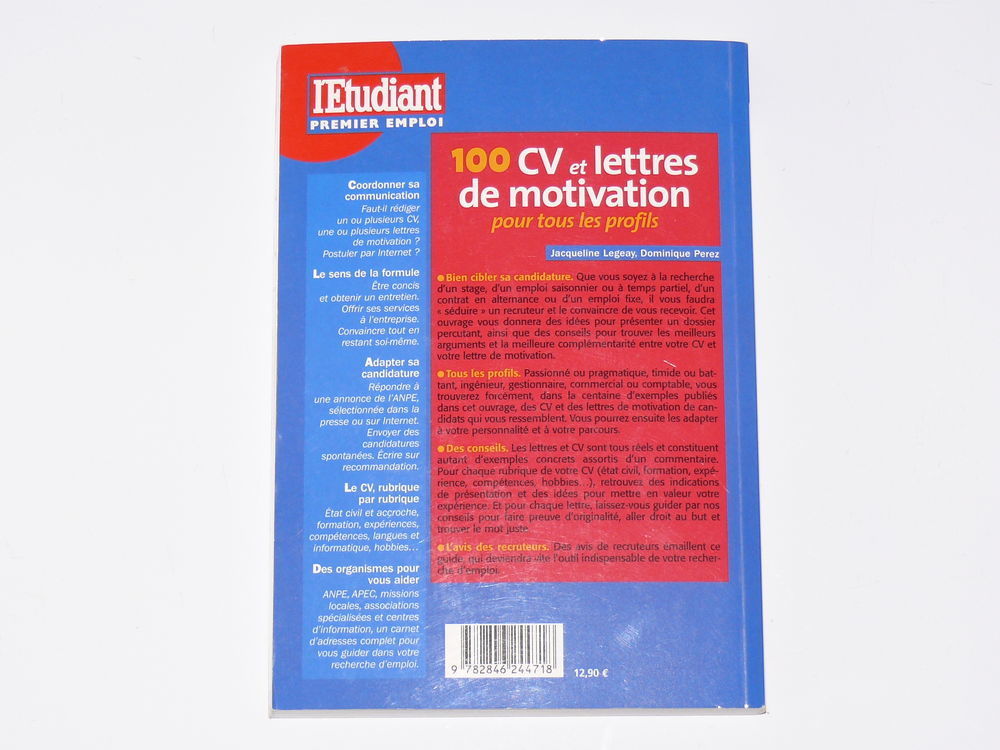 l'Etudiant
PREMIER EMPLOI
100 CV et lettres
de motivation
pour tous les profils
Jacqueline Legeay, Dominique Perez
Coordonner sa
communication
Faut-il rédiger
un ou plusieurs CV,
une ou plusieurs lettres
de motivation ?
Postuler par Internet ?
Le sens de la formule
Être concis
et obtenir un entretien.
Offrir ses services
à l'entreprise.
Convaincre tout en
restant soi-même.
Adapter sa
candidature
Répondre à
une annonce de l'ANPE,
sélectionnée dans la
presse ou sur Internet.
Envoyer des
candidatures
spontanées. Écrire sur
recommandation.
Le CV, rubrique
par rubrique
État civil et accroche,
formation, expériences,
compétences, langues et
informatique, hobbies...
Des organismes pour
vous aider
ANPE, APEC, missions
locales, associations
spécialisées et centres
d'information, un carnet
d'adresses complet pour
vous guider dans votre
recherche d'emploi.
● Bien cibler sa candidature. Que vous soyez à la recherche
d'un stage, d'un emploi saisonnier ou à temps partiel, d'un
contrat en alternance ou d'un emploi fixe, il vous faudra
« séduire » un recruteur et le convaincre de vous recevoir. Cet
ouvrage vous donnera des idées pour présenter un dossier
percutant, ainsi que des conseils pour trouver les meilleurs
arguments et la meilleure complémentarité entre votre CV et
votre lettre de motivation.
● Tous les profils. Passionné ou pragmatique, timide ou bat-
tant, ingénieur, gestionnaire, commercial ou comptable, vous
trouverez forcément, dans la centaine d'exemples publiés
dans cet ouvrage, des CV et des lettres de motivation de can-
didats qui vous ressemblent. Vous pourrez ensuite les adapter
à votre personnalité et à votre parcours.
● Des conseils. Les lettres et CV sont tous réels et constituent
autant d'exemples concrets assortis d'un commentaire.
Pour chaque rubrique de votre CV (état civil, formation, expé-
rience, compétences, hobbies...), retrouvez des indications
de présentation et des idées pour mettre en valeur votre
expérience. Et pour chaque lettre, laissez-vous guider par nos
conseils pour faire preuve d'originalité, aller droit au but et
trouver le mot juste.
● L'avis des recruteurs. Des avis de recruteurs émaillent ce
guide, qui deviendra vite l'outil indispensable de votre recher-
che d'emploi.
9 782846 244718
12,90 €